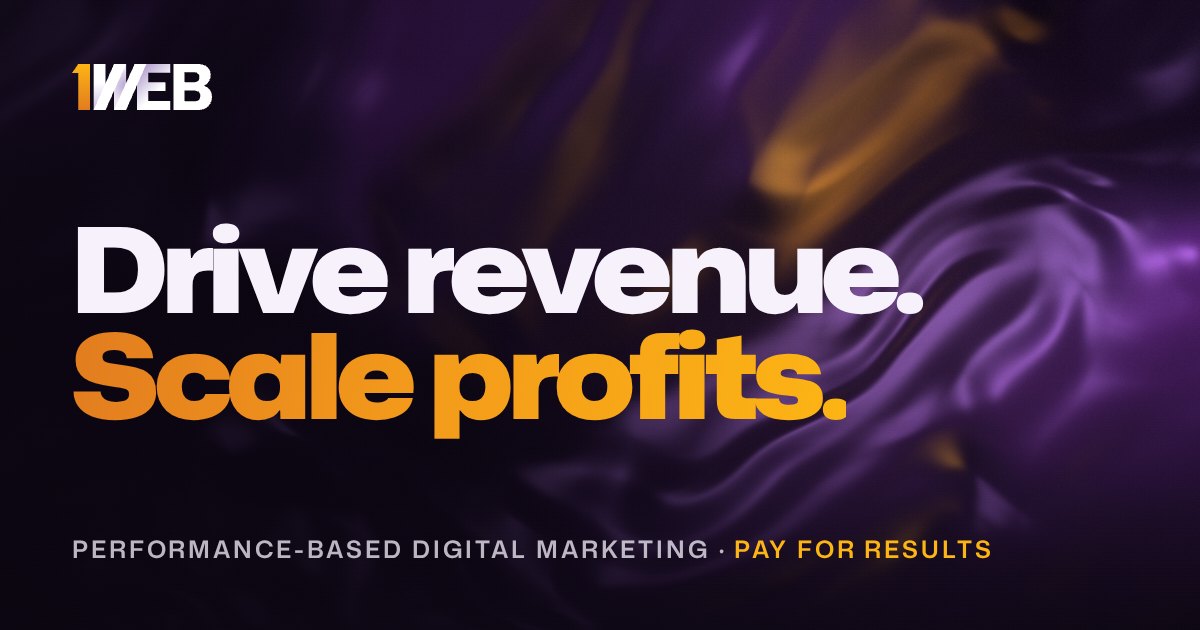 1WEB
Drive revenue.
Scale profits.
PERFORMANCE-BASED DIGITAL MARKETING · PAY FOR RESULTS